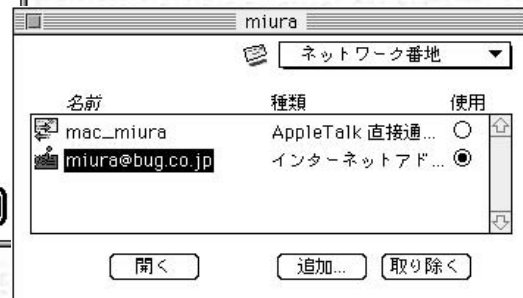 miura
ネットワーク番地
名前 種類 使用
mac_miura AppleTalk 直接通...
miura@bug.co.jp インターネットアド...
開く 追加... 取り除く